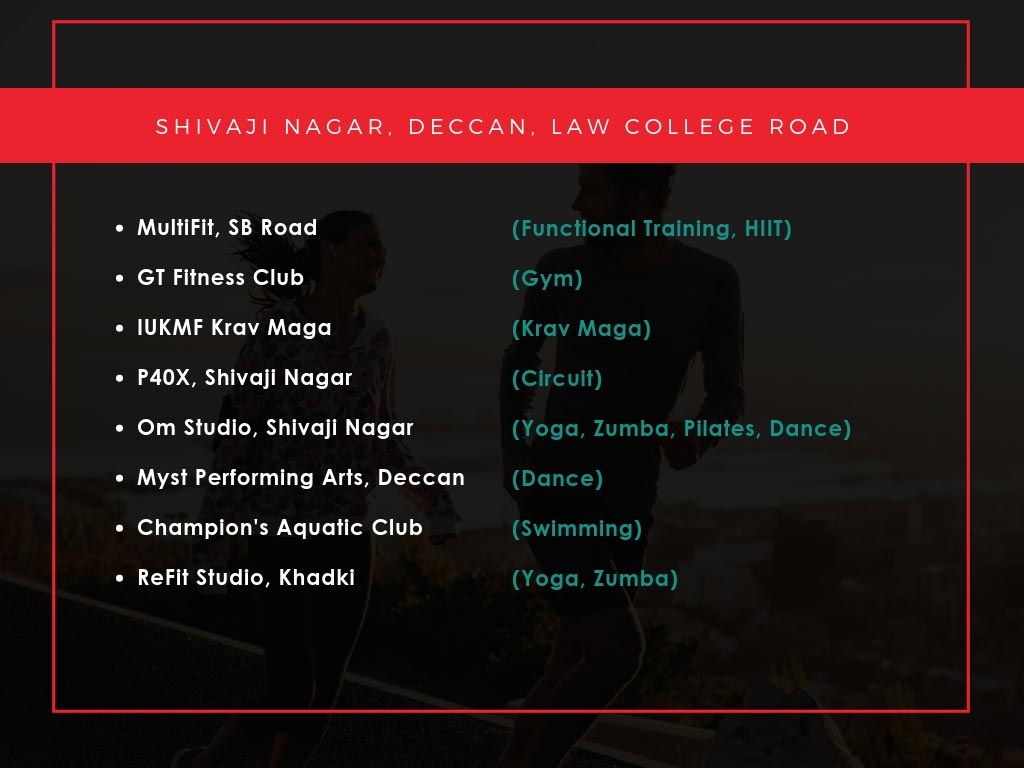 SHIVAJI NAGAR, DECCAN, LAW COLLEGE ROAD
• MultiFit, SB Road (Functional Training, HIIT)
• GT Fitness Club (Gym)
• IUKMF Krav Maga (Krav Maga)
• P40X, Shivaji Nagar (Circuit)
• Om Studio, Shivaji Nagar (Yoga, Zumba, Pilates, Dance)
• Myst Performing Arts, Deccan (Dance)
• Champion's Aquatic Club (Swimming)
• ReFit Studio, Khadki (Yoga, Zumba)